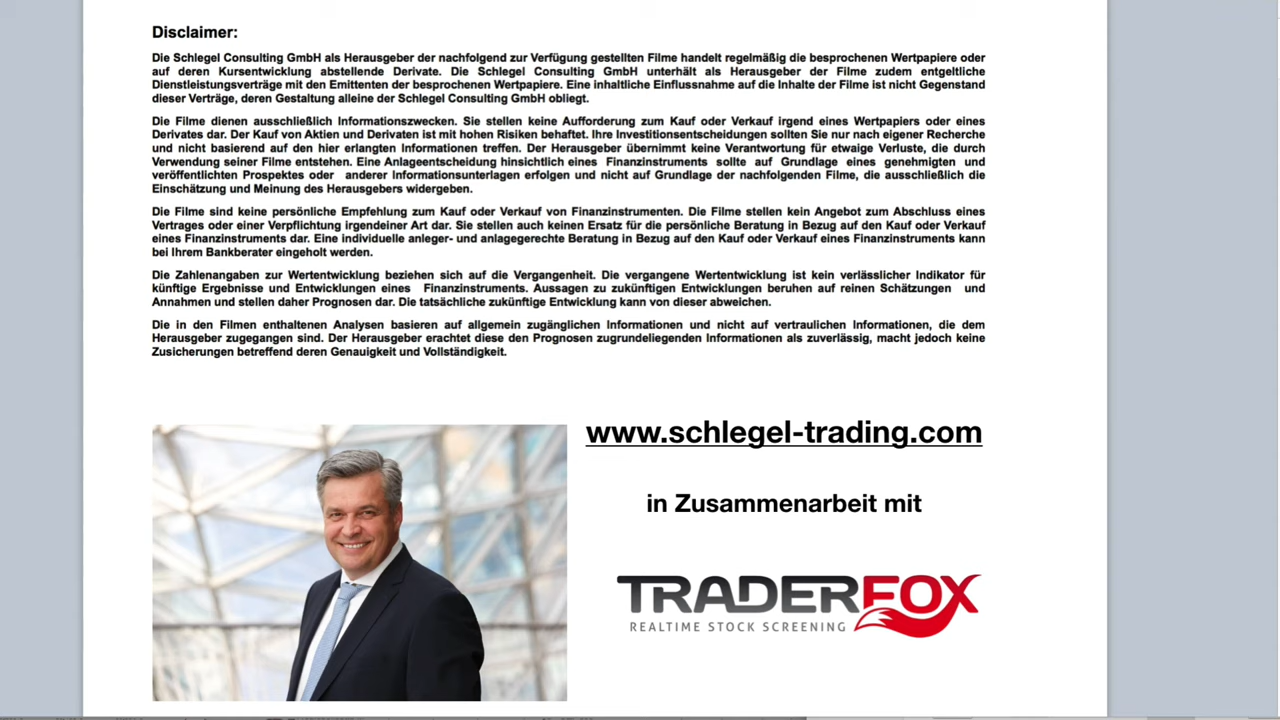 Disclaimer:
Die Schlegel Consulting GmbH als Herausgeber der nachfolgend zur Verfügung gestellten Filme handelt regelmäßig die besprochenen Wertpapiere oder
auf deren Kursentwicklung abstellende Derivate. Die Schlegel Consulting GmbH unterhält als Herausgeber der Filme zudem entgeltliche
Dienstleistungsverträge mit den Emittenten der besprochenen Wertpapiere. Eine inhaltliche Einflussnahme auf die Inhalte der Filme ist nicht Gegenstand
dieser Verträge, deren Gestaltung alleine der Schlegel Consulting GmbH obliegt.
Die Filme dienen ausschließlich Informationszwecken. Sie stellen keine Aufforderung zum Kauf oder Verkauf irgend eines Wertpapiers oder eines
Derivates dar. Der Kauf von Aktien und Derivaten ist mit hohen Risiken behaftet. Ihre Investitionsentscheidungen sollten Sie nur nach eigener Recherche
und nicht basierend auf den hier erlangten Informationen treffen. Der Herausgeber übernimmt keine Verantwortung für etwaige Verluste, die durch
Verwendung seiner Filme entstehen. Eine Anlageentscheidung hinsichtlich eines Finanzinstruments sollte auf Grundlage eines genehmigten und
veröffentlichten Prospektes oder anderer Informationsunterlagen erfolgen und nicht auf Grundlage der nachfolgenden Filme, die ausschließlich die
Einschätzung und Meinung des Herausgebers widergeben.
Die Filme sind keine persönliche Empfehlung zum Kauf oder Verkauf von Finanzinstrumenten. Die Filme stellen kein Angebot zum Abschluss eines
Vertrages oder einer Verpflichtung irgendeiner Art dar. Sie stellen auch keinen Ersatz für die persönliche Beratung in Bezug auf den Kauf oder Verkauf
eines Finanzinstruments dar. Eine individuelle anleger- und anlagegerechte Beratung in Bezug auf den Kauf oder Verkauf eines Finanzinstruments kann
bei Ihrem Bankberater eingeholt werden.
Die Zahlenangaben zur Wertentwicklung beziehen sich auf die Vergangenheit. Die vergangene Wertentwicklung ist kein verlässlicher Indikator für
künftige Ergebnisse und Entwicklungen eines Finanzinstruments. Aussagen zu zukünftigen Entwicklungen beruhen auf reinen Schätzungen und
Annahmen und stellen daher Prognosen dar. Die tatsächliche zukünftige Entwicklung kann von dieser abweichen.
Die in den Filmen enthaltenen Analysen basieren auf allgemein zugänglichen Informationen und nicht auf vertraulichen Informationen, die dem
Herausgeber zugegangen sind. Der Herausgeber erachtet diese den Prognosen zugrundeliegenden Informationen als zuverlässig, macht jedoch keine
Zusicherungen betreffend deren Genauigkeit und Vollständigkeit.
www.schlegel-trading.com
in Zusammenarbeit mit
TRADERFOX
REALTIME STOCK SCREENING